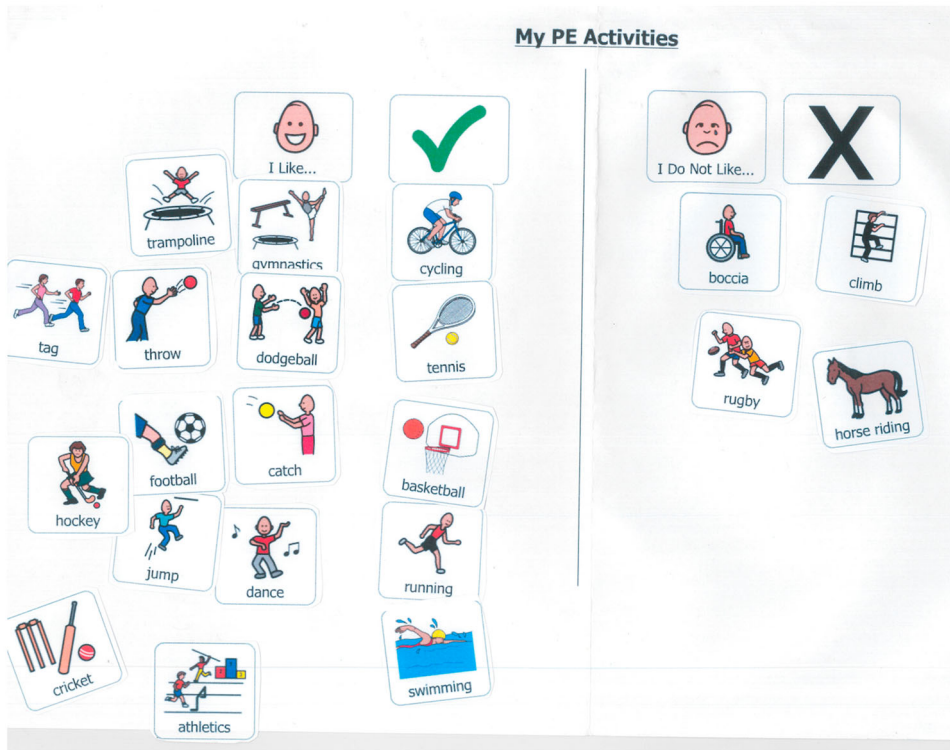 My PE Activities
I Like...
I Do Not Like...
X
trampoline
gymnastics
cycling
boccia
climb
tag
throw
dodgeball
tennis
rugby
horse riding
football
catch
basketball
hockey
jump
dance
running
cricket
athletics
swimming